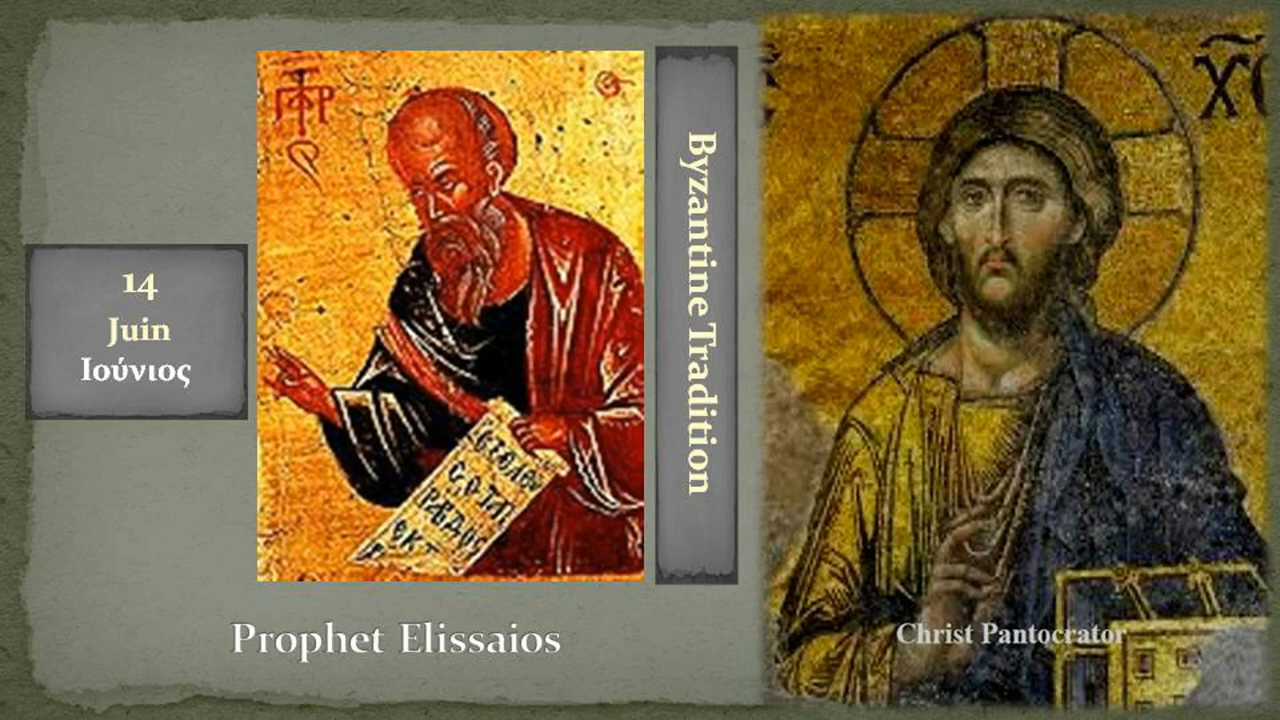 14
Juin
Ιούνιος
Byzantine Tradition
Prophet Elissaios
Christ Pantocrator